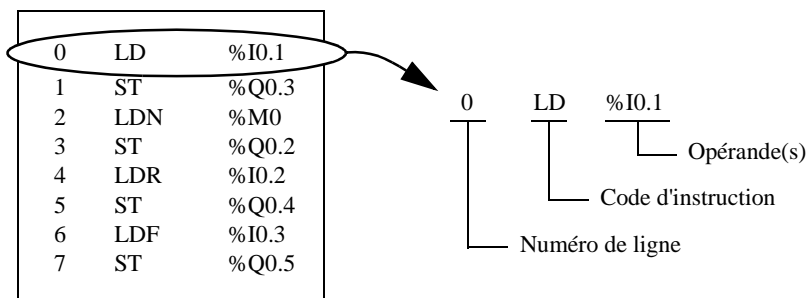 0 LD %I0.1
1 ST %Q0.3
2 LDN %M0
3 ST %Q0.2
4 LDR %I0.2
5 ST %Q0.4
6 LDF %I0.3
7 ST %Q0.5
0 LD %I0.1
Opérande(s)
Code d'instruction
Numéro de ligne